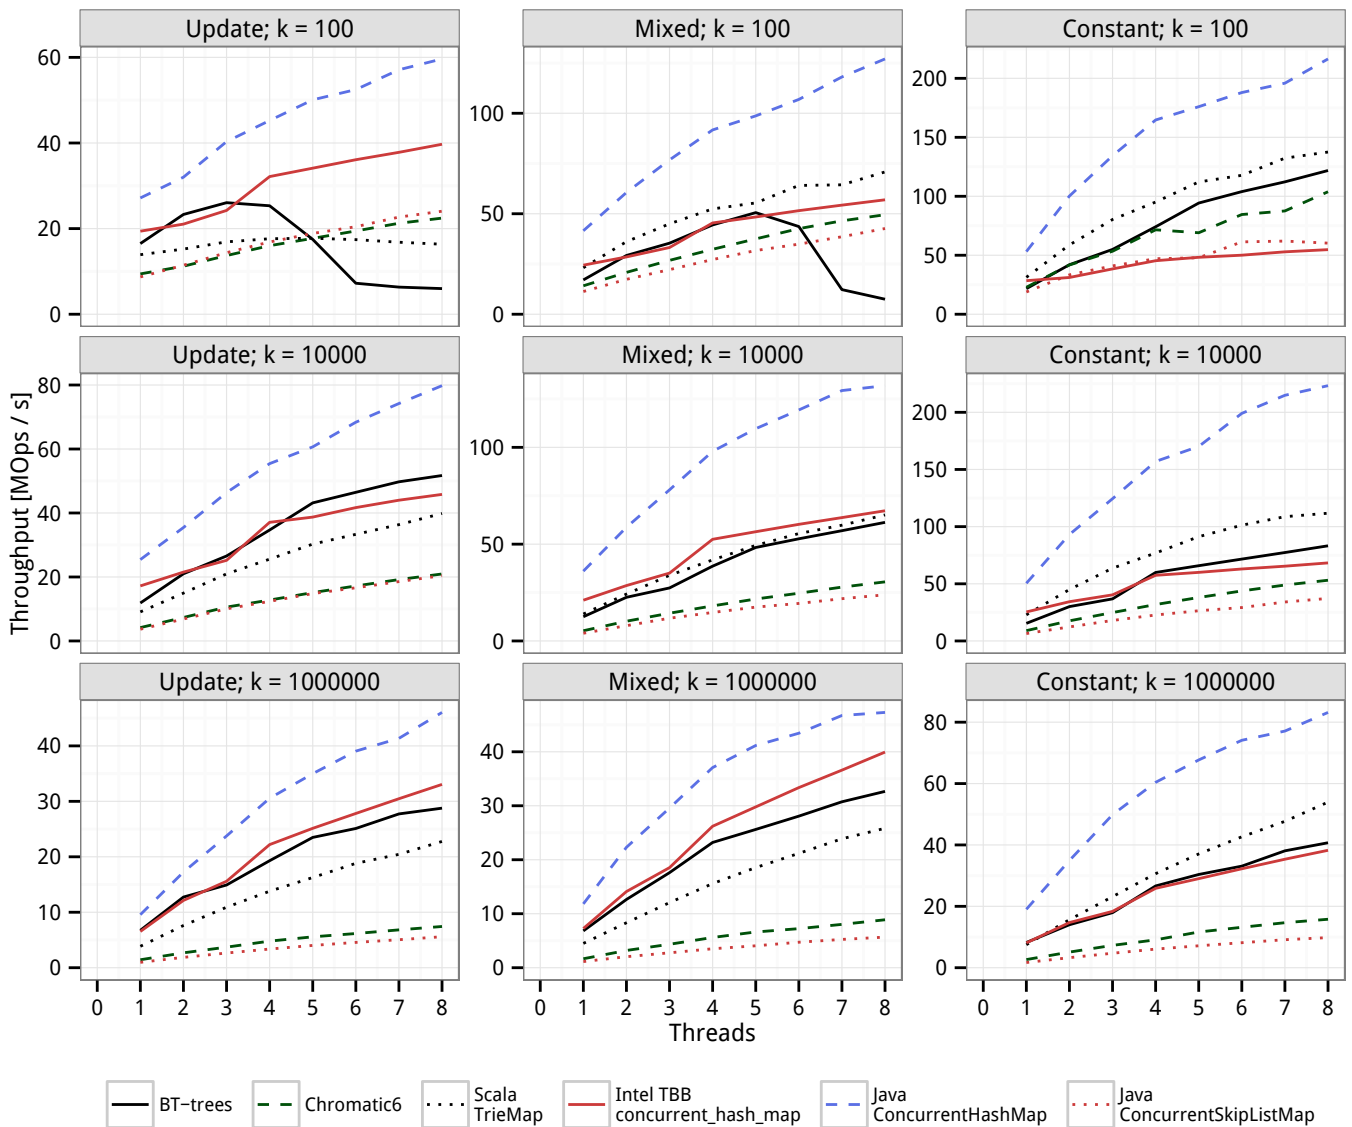 Update; k = 100
Mixed; k = 100
Constant; k = 100
60
40
20
0
100
50
0
200
150
100
50
0
Update; k = 10000
Mixed; k = 10000
Constant; k = 10000
Throughput [MOps / s]
80
60
40
20
0
100
50
0
200
150
100
50
0
Update; k = 1000000
Mixed; k = 1000000
Constant; k = 1000000
40
30
20
10
0
40
30
20
10
0
80
60
40
20
0
0 1 2 3 4 5 6 7 8
0 1 2 3 4 5 6 7 8
0 1 2 3 4 5 6 7 8
Threads
BT−trees
Chromatic6
Scala
TrieMap
Intel TBB
concurrent_hash_map
Java
ConcurrentHashMap
Java
ConcurrentSkipListMap